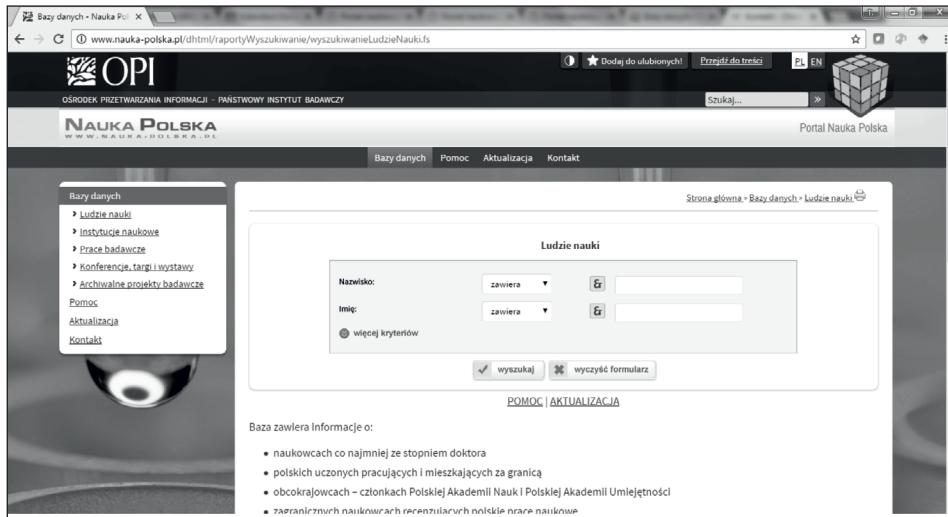 Bazy danych - Nauka Pol
www.nauka-polska.pl/dhtml/raportyWyszukiwanie/wyszukiwanieLudzieNauki.fs
OPI
Dodaj do ulubionych!
Przejdź do treści
PL EN
OŚRODEK PRZETWARZANIA INFORMACJI - PAŃSTWOWY INSTYTUT BADAWCZY
Szukaj...
NAUKA POLSKA
WWW.NAUKA-POLSKA.PL
Portal Nauka Polska
Bazy danych Pomoc Aktualizacja Kontakt
Bazy danych
Ludzie nauki
Instytucje naukowe
Prace badawcze
Konferencje, targi i wystawy
Archiwalne projekty badawcze
Pomoc
Aktualizacja
Kontakt
Strona główna » Bazy danych » Ludzie nauki
Ludzie nauki
Nazwisko: zawiera &
Imię: zawiera &
więcej kryteriów
wyszukaj wyczyść formularz
POMOC | AKTUALIZACJA
Baza zawiera informacje o:
• naukowcach co najmniej ze stopniem doktora
• polskich uczonych pracujących i mieszkających za granicą
• obcokrajowcach – członkach Polskiej Akademii Nauk i Polskiej Akademii Umiejętności
• zagranicznych naukowcach recenzujących polskie prace naukowe